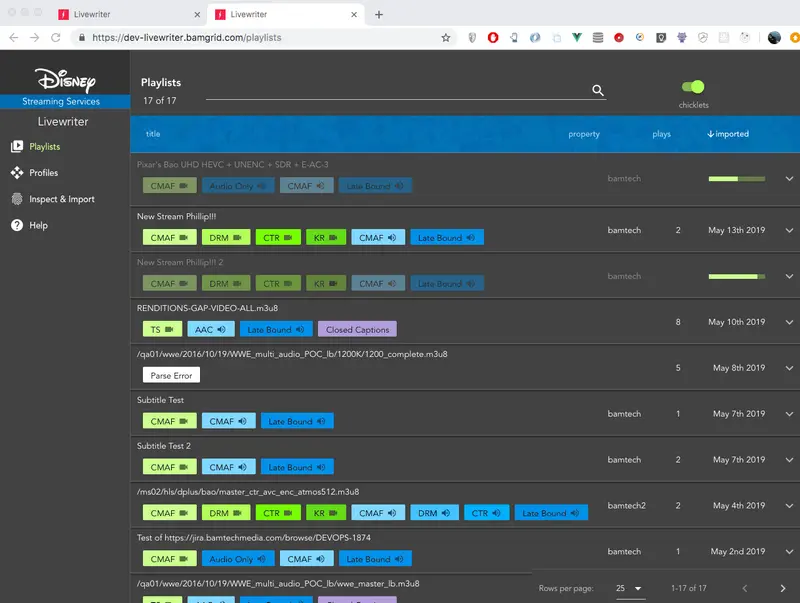 Livewriter
Livewriter
https://dev-livewriter.bamgrid.com/playlists
Disney
Streaming Services
Livewriter
Playlists
Profiles
Inspect & Import
Help
Playlists
17 of 17
chicklets
title property plays imported
Pixar's Bao UHD HEVC + UNENC + SDR + E-AC-3
CMAF Audio Only CMAF Late Bound bamtech
New Stream Phillip!!!
CMAF DRM CTR KR CMAF Late Bound bamtech 2 May 13th 2019
New Stream Phillip!!! 2
CMAF DRM CTR KR CMAF Late Bound bamtech
RENDITIONS-GAP-VIDEO-ALL.m3u8
TS AAC Late Bound Closed Captions 8 May 10th 2019
/qa01/wwe/2016/10/19/WWE_multi_audio_POC_lb/1200K/1200_complete.m3u8
Parse Error 5 May 8th 2019
Subtitle Test
CMAF CMAF Late Bound bamtech 1 May 7th 2019
Subtitle Test 2
CMAF CMAF Late Bound bamtech 2 May 7th 2019
/ms02/hls/dplus/bao/master_ctr_avc_enc_atmos512.m3u8
CMAF DRM CTR KR CMAF DRM CTR Late Bound bamtech2 2 May 4th 2019
Test of https://jira.bamtechmedia.com/browse/DEVOPS-1874
CMAF Audio Only CMAF Late Bound bamtech 1 May 2nd 2019
/qa01/wwe/2016/10/19/WWE_multi_audio_POC_lb/wwe_master_lb.m3u8
TS AAC Late Bound Closed Captions
Rows per page: 25 1-17 of 17